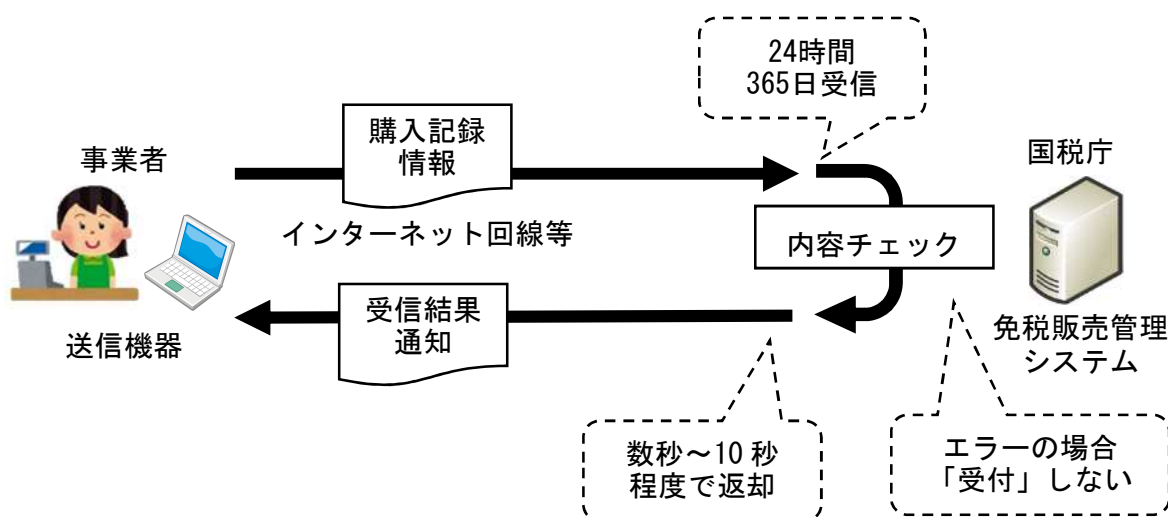 24時間
365日受信
購入記録
情報
事業者
国税庁
インターネット回線等
内容チェック
受信結果
通知
送信機器
免税販売管理
システム
数秒～10秒
程度で返却
エラーの場合
「受付」しない